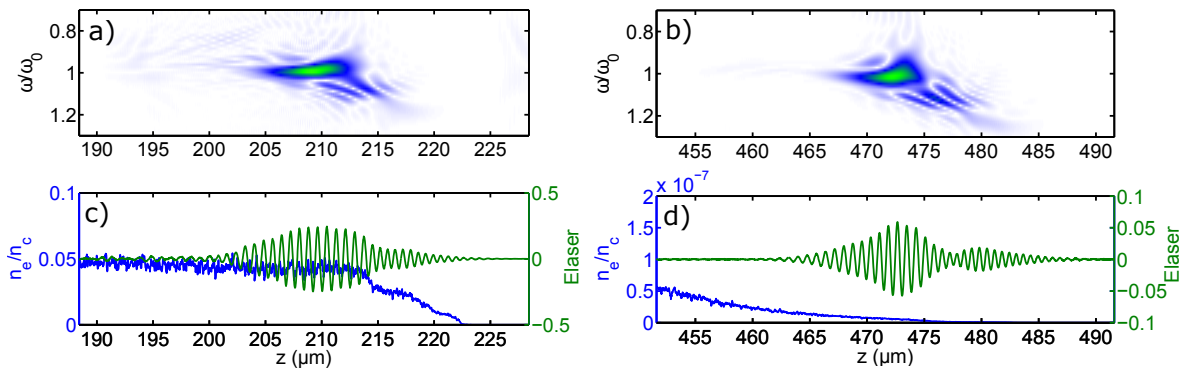 a)
ω/ω0
0.8
1
1.2
190 195 200 205 210 215 220 225
b)
ω/ω0
0.8
1
1.2
455 460 465 470 475 480 485 490
c)
ne/nc
0.1
0.05
0
0.5
0
−0.5
Elaser
190 195 200 205 210 215 220 225
z (μm)
d)
x 10-7
ne/nc
2
1.5
1
0.5
0
0.1
0.05
0
−0.05
−0.1
Elaser
455 460 465 470 475 480 485 490
z (μm)